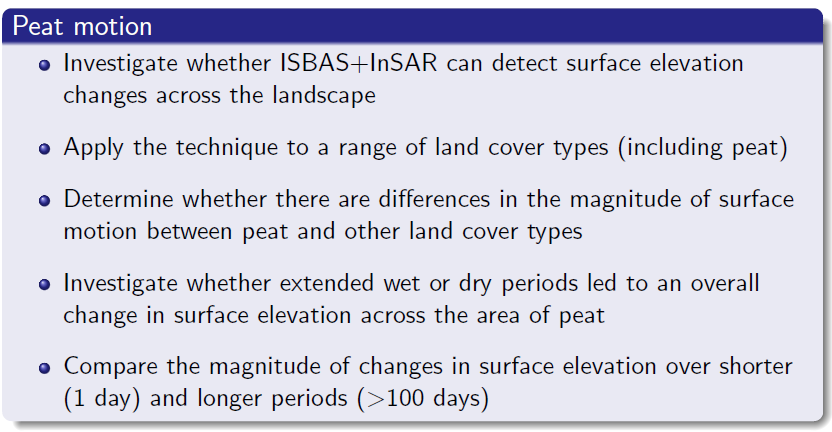 Peat motion
Investigate whether ISBAS+InSAR can detect surface elevation
changes across the landscape
Apply the technique to a range of land cover types (including peat)
Determine whether there are differences in the magnitude of surface
motion between peat and other land cover types
Investigate whether extended wet or dry periods led to an overall
change in surface elevation across the area of peat
Compare the magnitude of changes in surface elevation over shorter
(1 day) and longer periods (>100 days)